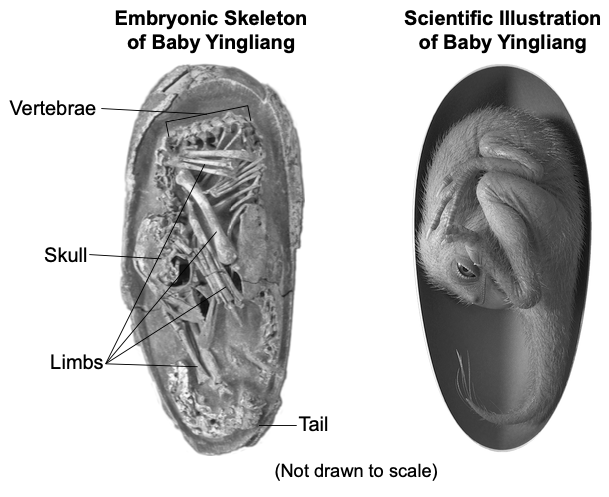 Embryonic Skeleton
of Baby Yingliang
Scientific Illustration
of Baby Yingliang
Vertebrae
Skull
Limbs
Tail
(Not drawn to scale)